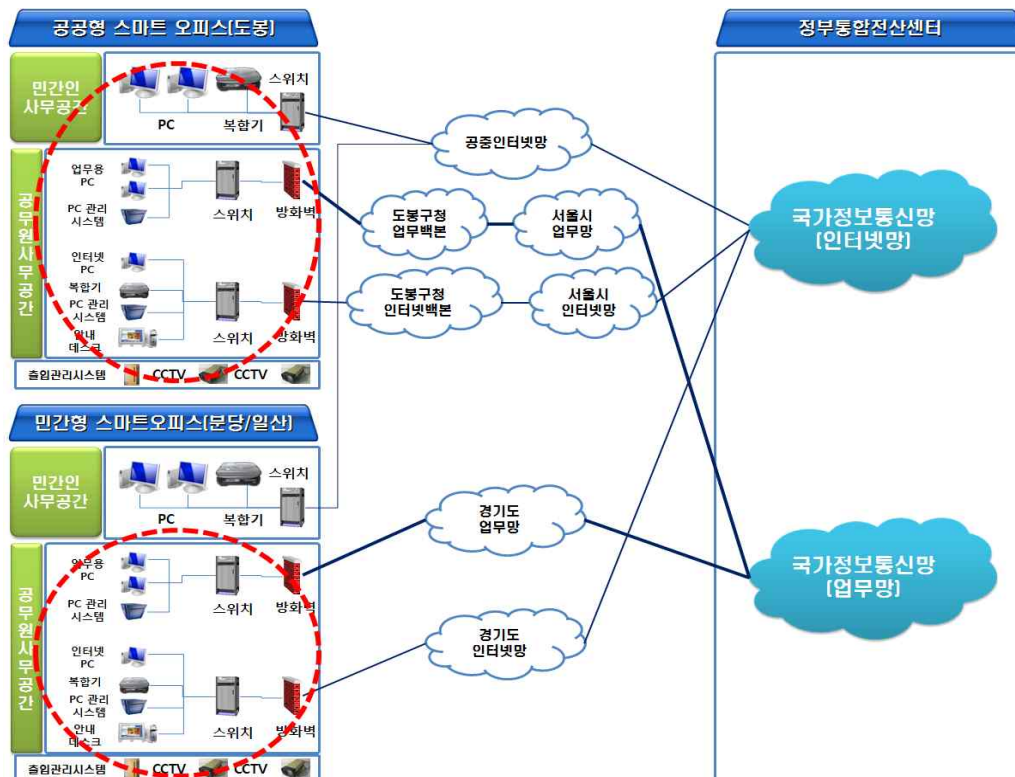 공공형 스마트 오피스(도봉)
민간인
사무공간
스위치
PC
복합기
공무원사무공간
업무용
PC
PC 관리
시스템
스위치
방화벽
인터넷
PC
복합기
PC 관리
시스템
안내
데스크
스위치
방화벽
출입관리시스템
CCTV
CCTV
민간형 스마트오피스(분당/일산)
민간인
사무공간
스위치
PC
복합기
공무원사무공간
업무용
PC
PC 관리
시스템
스위치
방화벽
인터넷
PC
복합기
PC 관리
시스템
안내
데스크
스위치
방화벽
출입관리시스템
CCTV
CCTV
공중인터넷망
도봉구청
업무백본
서울시
업무망
도봉구청
인터넷백본
서울시
인터넷망
경기도
업무망
경기도
인터넷망
정부통합전산센터
국가정보통신망
(인터넷망)
국가정보통신망
(업무망)